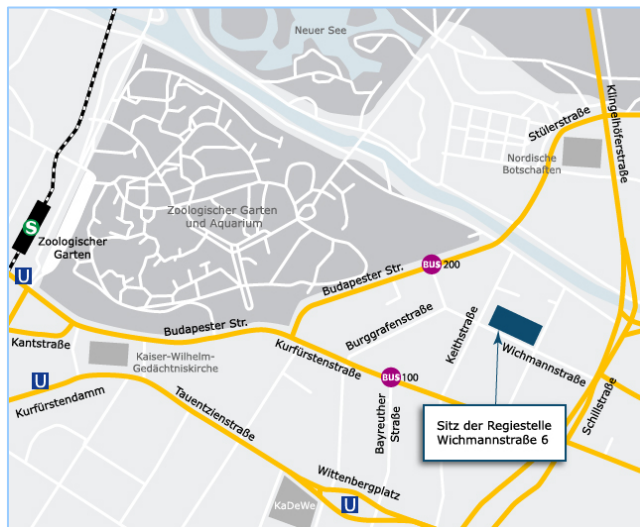 Neuer See
Klingelhöferstraße
Stülerstraße
Nordische
Botschaften
Zoologischer Garten
und Aquarium
S
Zoologischer
Garten
U
BUS 200
Budapester Str.
Budapester Str.
Burggrafenstraße
Keithstraße
Wichmannstraße
Kantstraße
Kaiser-Wilhelm-
Gedächtniskirche
Kurfürstenstraße
BUS 100
U
Kurfürstendamm
Tauentzienstraße
Bayreuther
Straße
Schillstraße
Sitz der Regiestelle
Wichmannstraße 6
Wittenbergplatz
KaDeWe
U